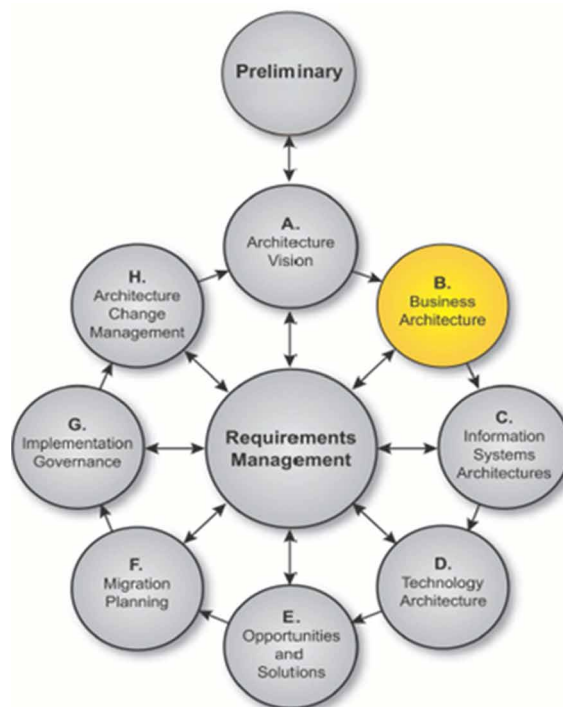 Preliminary
A.
Architecture
Vision
B.
Business
Architecture
C.
Information
Systems
Architectures
D.
Technology
Architecture
E.
Opportunities
and
Solutions
F.
Migration
Planning
G.
Implementation
Governance
H.
Architecture
Change
Management
Requirements
Management